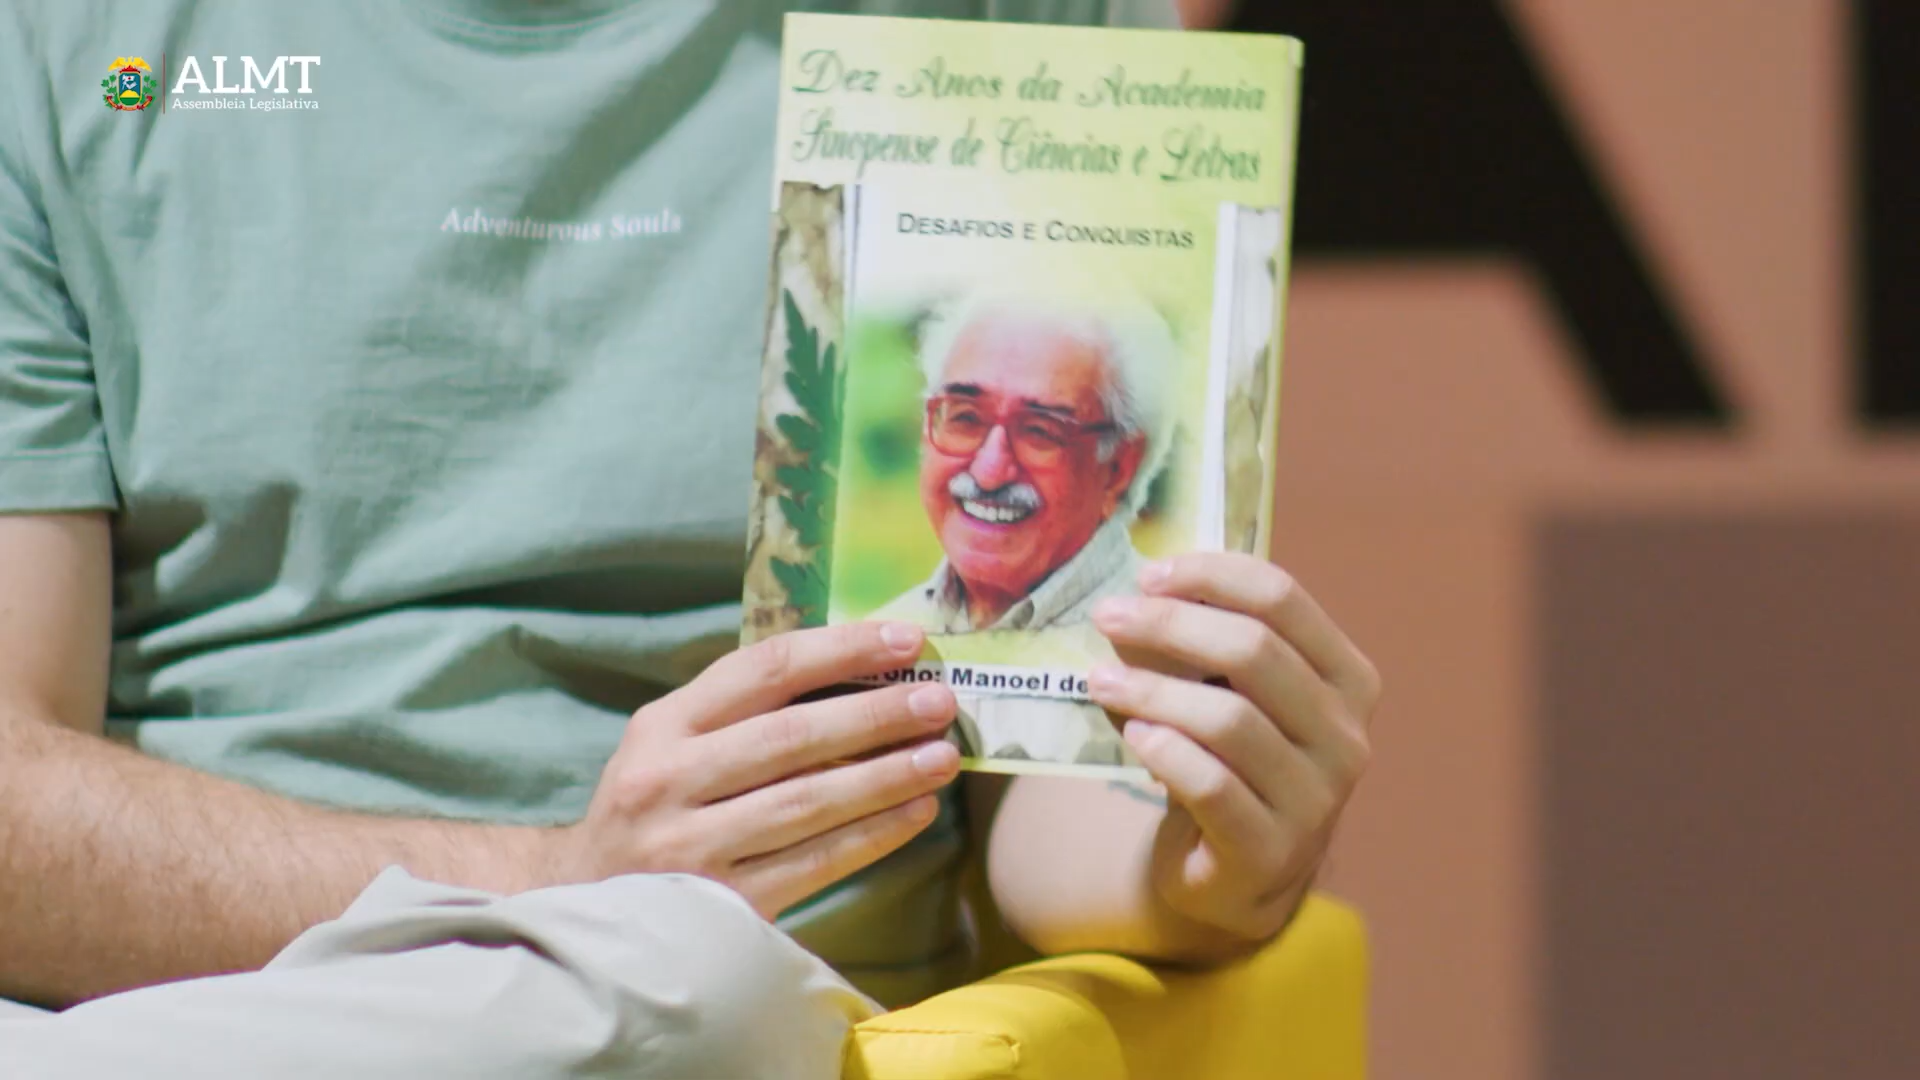 ALMT
Assembleia Legislativa
Adventurous Souls
Dez Anos da Academia
Sinopense de Ciências e Letras
DESAFIOS E CONQUISTAS
Manoel de